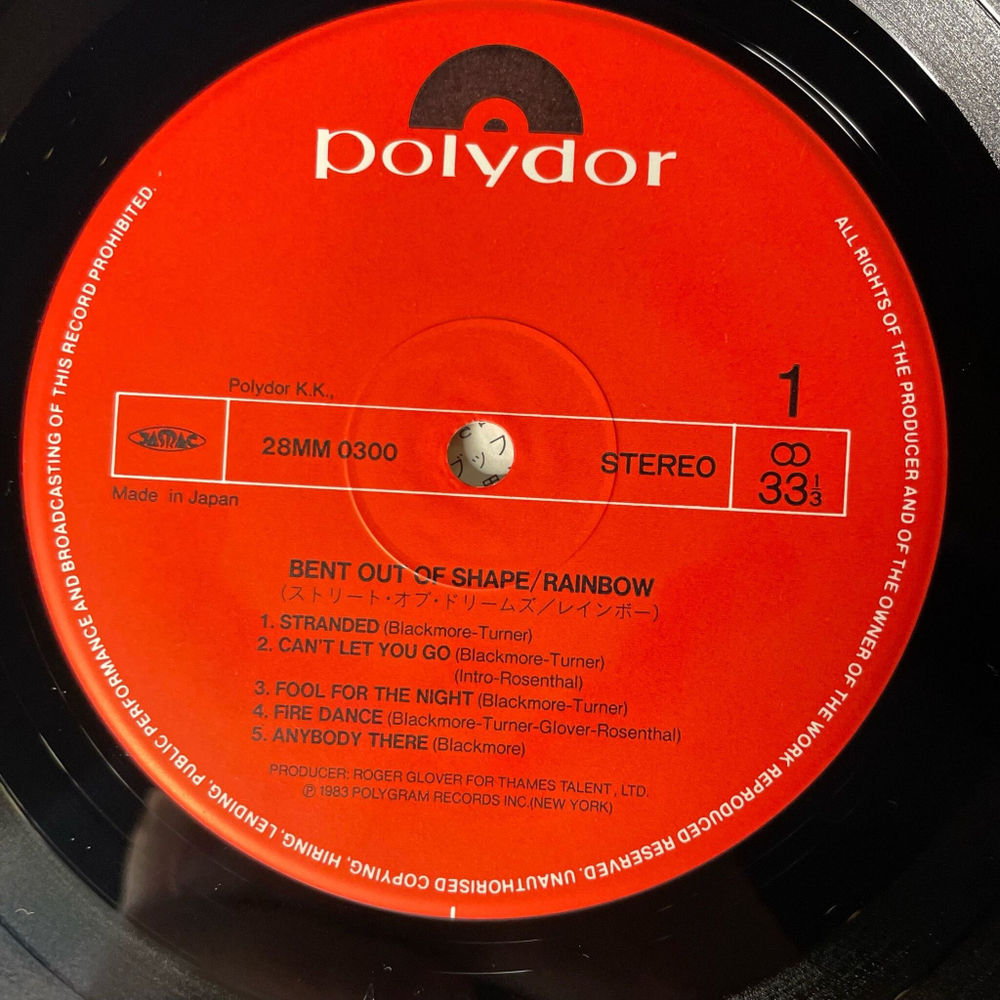 polydor
ALL RIGHTS OF THE PRODUCER AND OF THE OWNER OF THE WORK REPRODUCED RESERVED. UNAUTHORISED COPYING, HIRING, LENDING, PUBLIC PERFORMANCE AND BROADCASTING OF THIS RECORD PROHIBITED.
1
Polydor K.K.,
JASRAC
28MM 0300
STEREO
33 1/3
Made in Japan
BENT OUT OF SHAPE/RAINBOW
(ストリート・オブ・ドリームズ/レインボー)
1. STRANDED (Blackmore-Turner)
2. CAN'T LET YOU GO (Blackmore-Turner)
(Intro-Rosenthal)
3. FOOL FOR THE NIGHT (Blackmore-Turner)
4. FIRE DANCE (Blackmore-Turner-Glover-Rosenthal)
5. ANYBODY THERE (Blackmore)
PRODUCER: ROGER GLOVER FOR THAMES TALENT, LTD.
℗ 1983 POLYGRAM RECORDS INC.(NEW YORK)